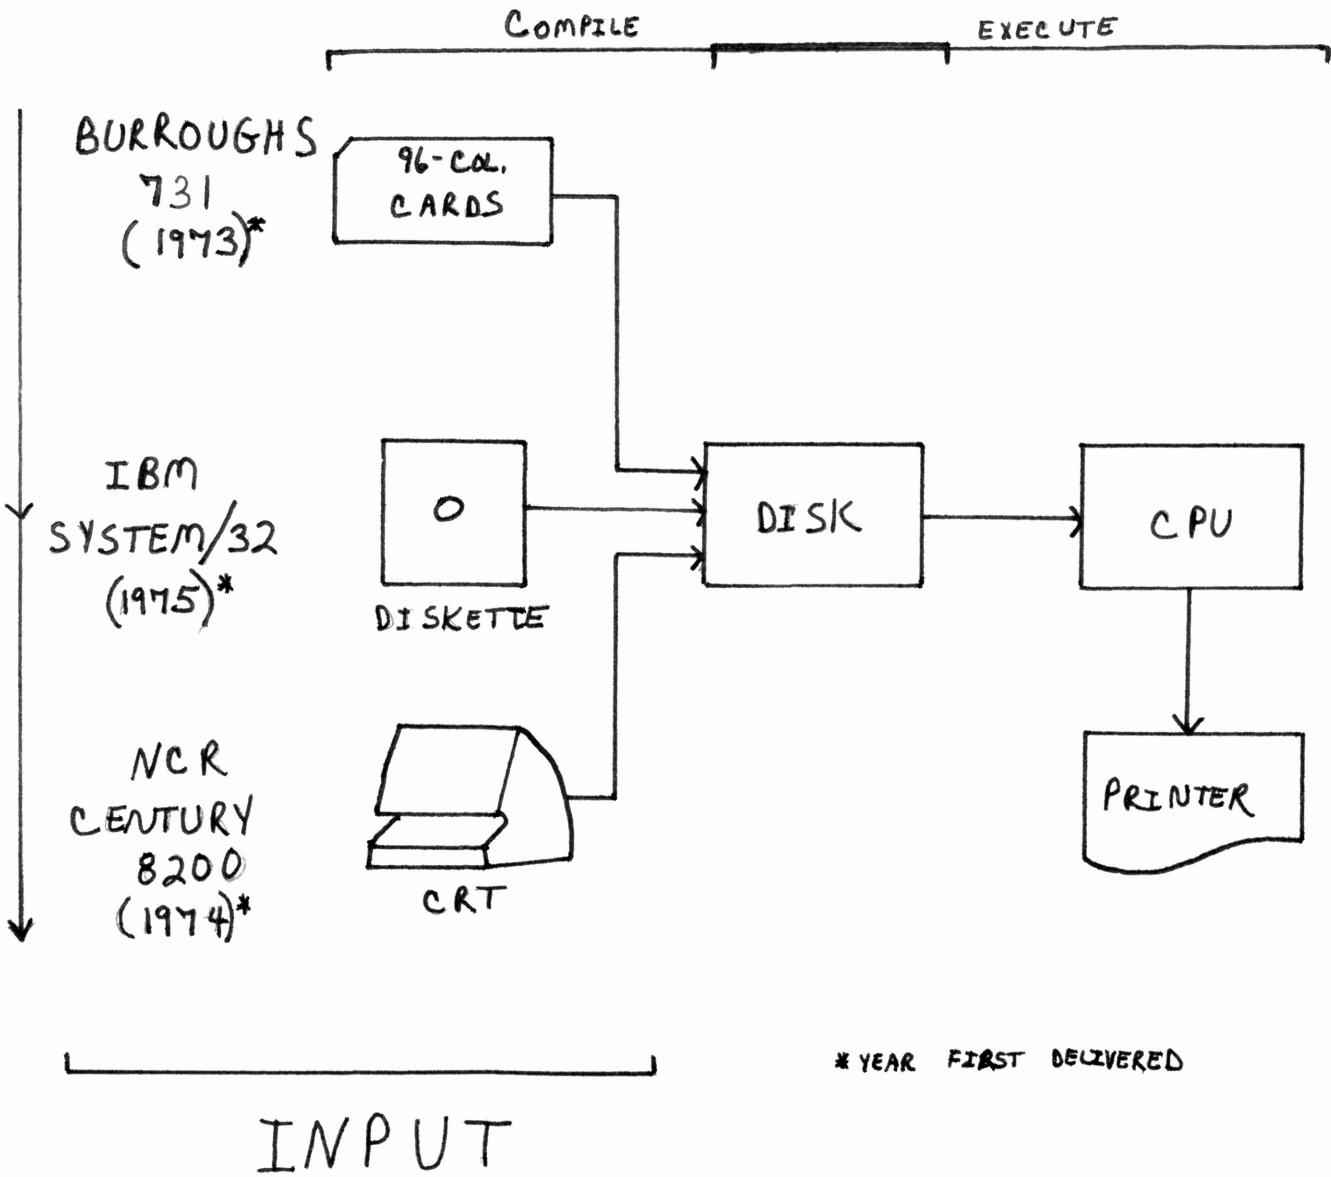 COMPILE
EXECUTE
BURROUGHS
731
(1973)*
96-COL.
CARDS
IBM
SYSTEM/32
(1975)*
DISKETTE
DISK
CPU
NCR
CENTURY
8200
(1974)*
CRT
PRINTER
* YEAR FIRST DELIVERED
INPUT